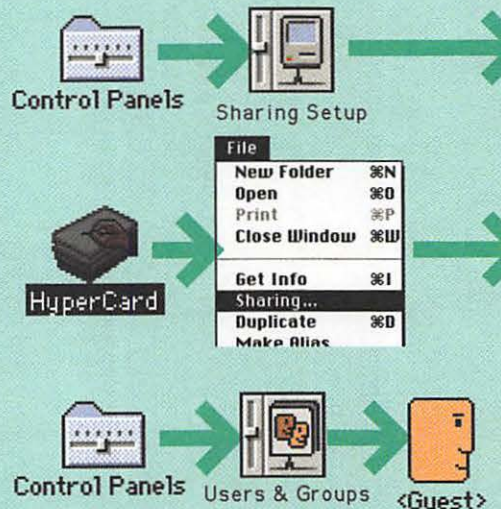 Control Panels
Sharing Setup
File
New Folder ⌘N
Open ⌘O
Print ⌘P
Close Window ⌘W
Get Info ⌘I
Sharing...
Duplicate ⌘D
Make Alias
HyperCard
Control Panels
Users & Groups
<Guest>